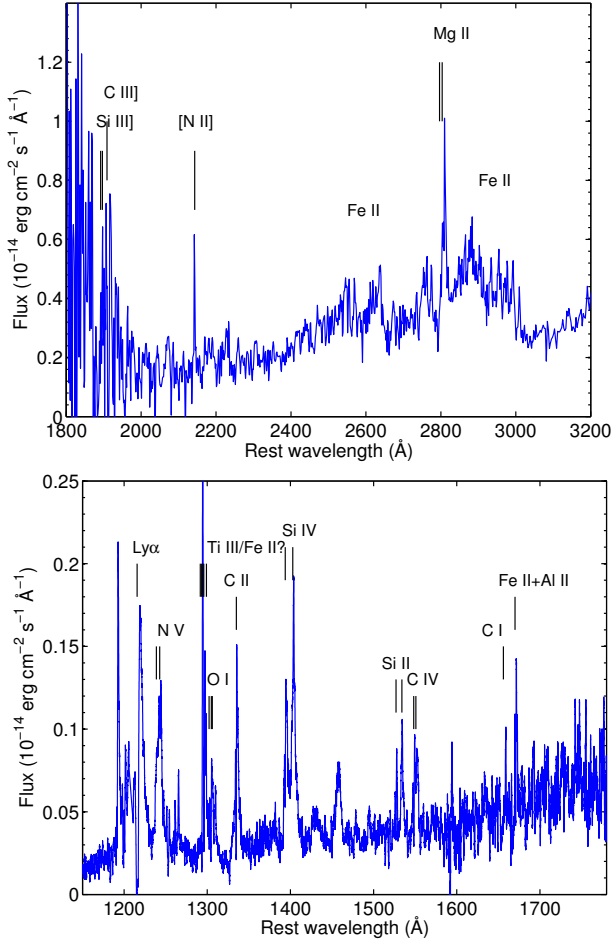 Mg II
C III]
Si III]
[N II]
Fe II
Fe II
1.2
1
0.8
0.6
0.4
0.2
0
Flux (10⁻¹⁴ erg cm⁻² s⁻¹ Å⁻¹)
1800 2000 2200 2400 2600 2800 3000 3200
Rest wavelength (Å)
0.25
0.2
0.15
0.1
0.05
0
Flux (10⁻¹⁴ erg cm⁻² s⁻¹ Å⁻¹)
Si IV
Lyα
Ti III/Fe II?
C II
Fe II+Al II
N V
C I
O I
Si II
C IV
1200 1300 1400 1500 1600 1700
Rest wavelength (Å)